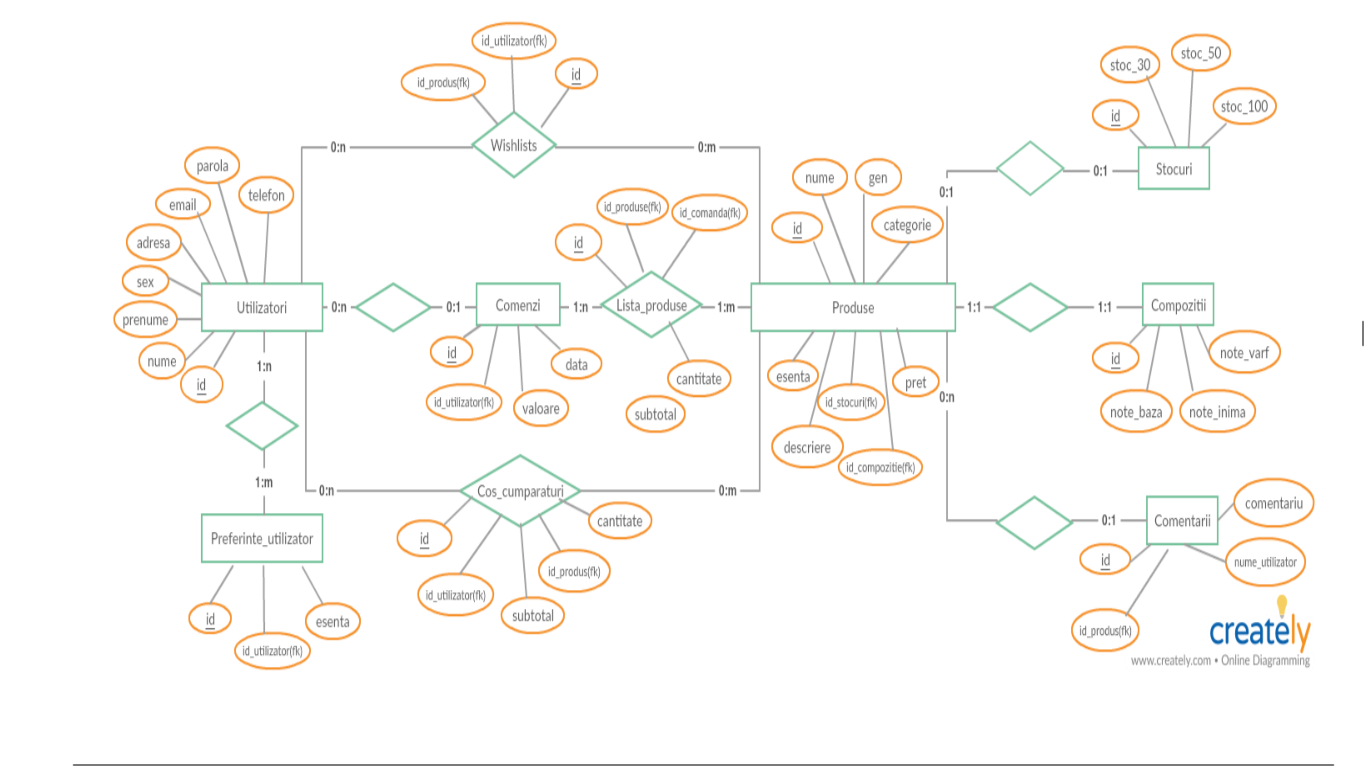 id_utilizator(fk)
id_produs(fk)
id
Wishlists
0:n
0:m
stoc_30
stoc_50
stoc_100
id
Stocuri
0:1
0:1
parola
telefon
email
adresa
sex
prenume
nume
id
Utilizatori
0:n
0:1
Comenzi
id
id_utilizator(fk)
valoare
data
1:n
id
id_produse(fk)
id_comanda(fk)
Lista_produse
1:m
cantitate
subtotal
nume
gen
id
categorie
Produse
esenta
descriere
id_stocuri(fk)
id_compozitie(fk)
pret
1:1
1:1
Compozitii
id
note_baza
note_inima
note_varf
0:n
0:1
Comentarii
comentariu
id
nume_utilizator
id_produs(fk)
1:n
1:m
Preferinte_utilizator
id
id_utilizator(fk)
esenta
0:n
Cos_cumparaturi
0:m
id
id_utilizator(fk)
subtotal
id_produs(fk)
cantitate
creately
www.creately.com • Online Diagramming